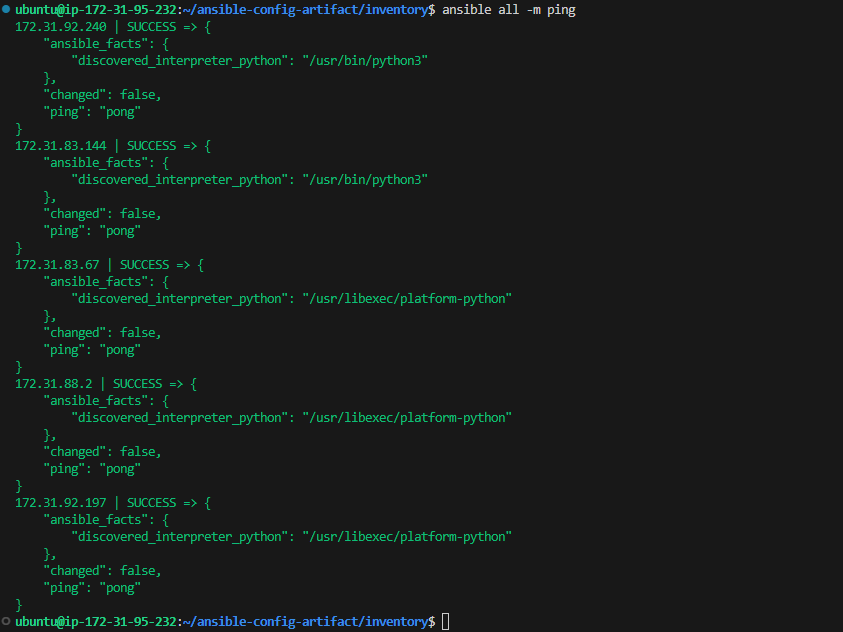 ubuntu@ip-172-31-95-232:~/ansible-config-artifact/inventory$ ansible all -m ping
172.31.92.240 | SUCCESS => {
    "ansible_facts": {
        "discovered_interpreter_python": "/usr/bin/python3"
    },
    "changed": false,
    "ping": "pong"
}
172.31.83.144 | SUCCESS => {
    "ansible_facts": {
        "discovered_interpreter_python": "/usr/bin/python3"
    },
    "changed": false,
    "ping": "pong"
}
172.31.83.67 | SUCCESS => {
    "ansible_facts": {
        "discovered_interpreter_python": "/usr/libexec/platform-python"
    },
    "changed": false,
    "ping": "pong"
}
172.31.88.2 | SUCCESS => {
    "ansible_facts": {
        "discovered_interpreter_python": "/usr/libexec/platform-python"
    },
    "changed": false,
    "ping": "pong"
}
172.31.92.197 | SUCCESS => {
    "ansible_facts": {
        "discovered_interpreter_python": "/usr/libexec/platform-python"
    },
    "changed": false,
    "ping": "pong"
}
ubuntu@ip-172-31-95-232:~/ansible-config-artifact/inventory$